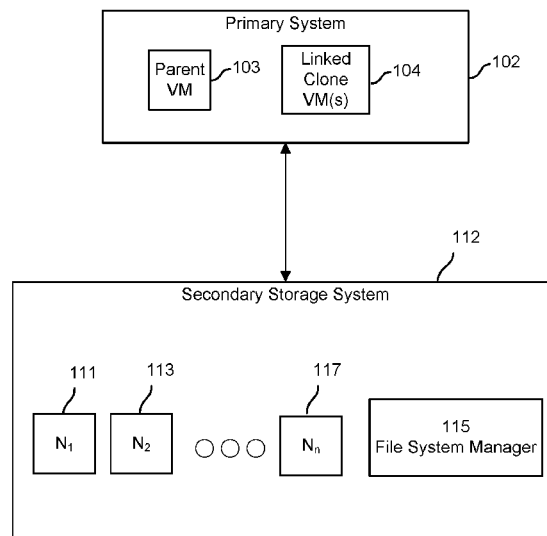 Primary System
Parent
VM
103
Linked
Clone
VM(s)
104
102
112
Secondary Storage System
111
113
117
N₁
N₂
Nₙ
115
File System Manager